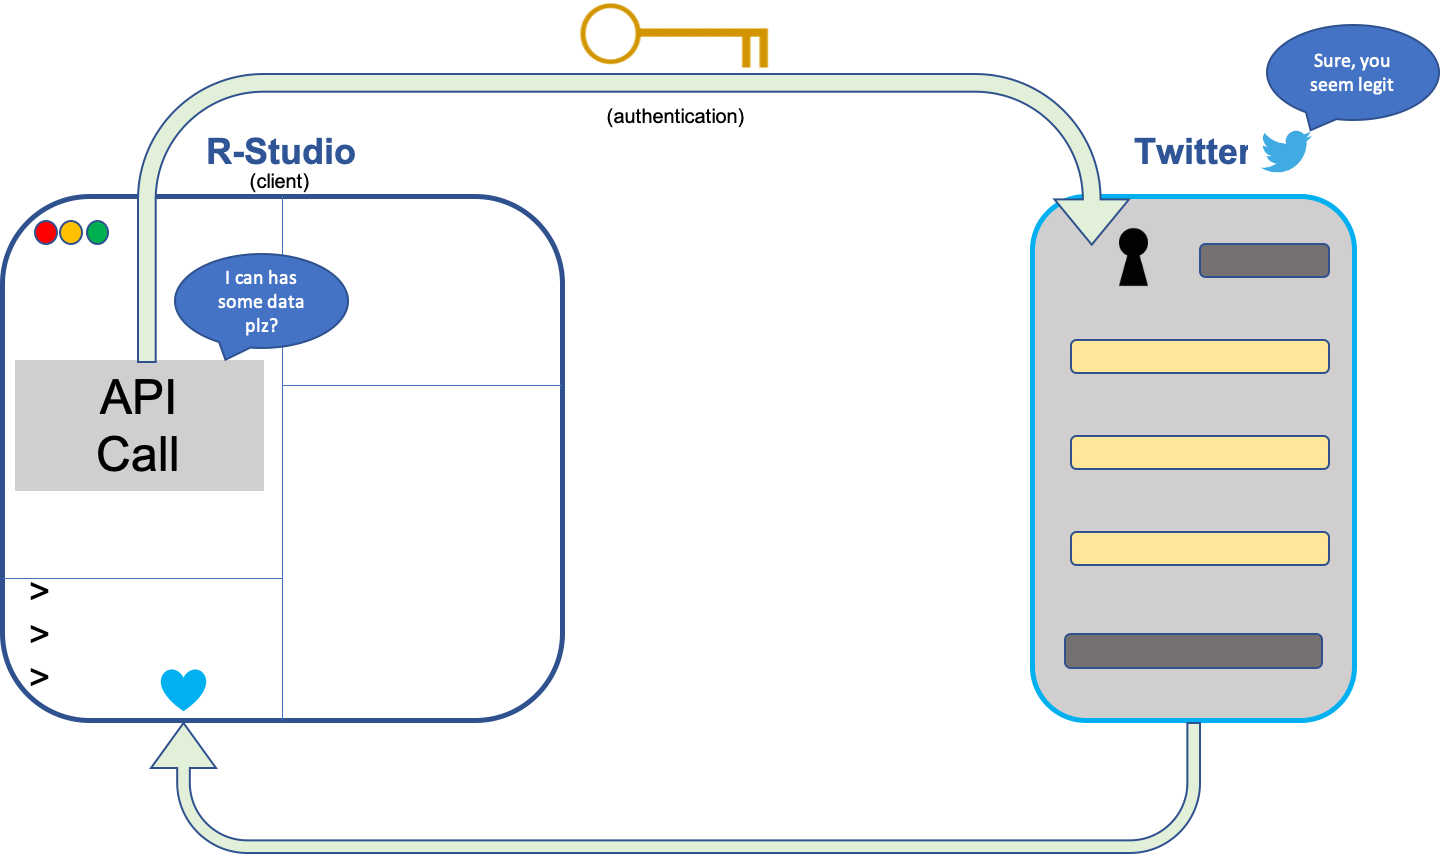 (authentication)
Sure, you
seem legit
R-Studio
(client)
Twitter
I can has
some data
plz?
API
Call
>
>
>